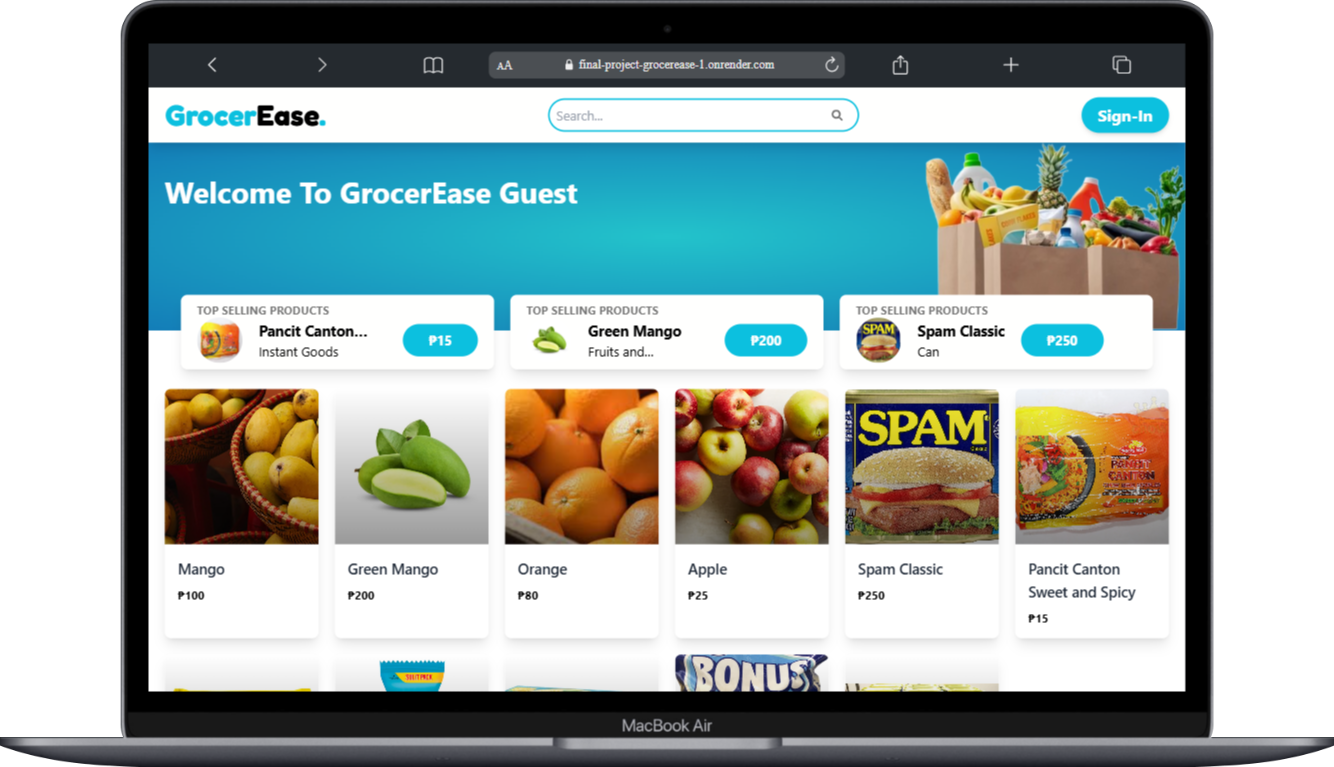 AA
final-project-grocerease-1.onrender.com
GrocerEase.
Search...
Sign-In
Welcome To GrocerEase Guest
TOP SELLING PRODUCTS
Pancit Canton...
Instant Goods
₱15
TOP SELLING PRODUCTS
Green Mango
Fruits and...
₱200
TOP SELLING PRODUCTS
SPAM
Spam Classic
Can
₱250
SPAM
PANCIT
CANTON
Mango
₱100
Green Mango
₱200
Orange
₱80
Apple
₱25
Spam Classic
₱250
Pancit Canton
Sweet and Spicy
₱15
SULIT PACK
BONUS
MacBook Air